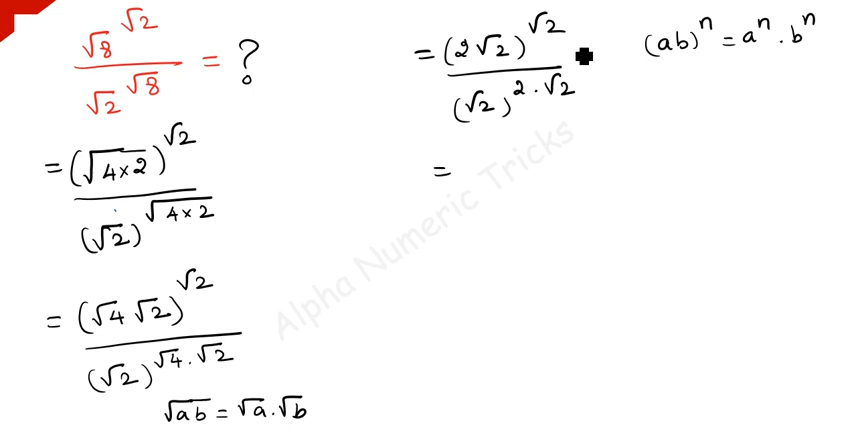 √8^√2 / √2^√8 = ?
= (√(4×2))^√2 / (√2)^√(4×2)
= (√4 √2)^√2 / (√2)^(√4 . √2)
√ab = √a . √b
= (2√2)^√2 / (√2)^(2 . √2)
(ab)^n = a^n . b^n
=
Alpha Numeric Tricks